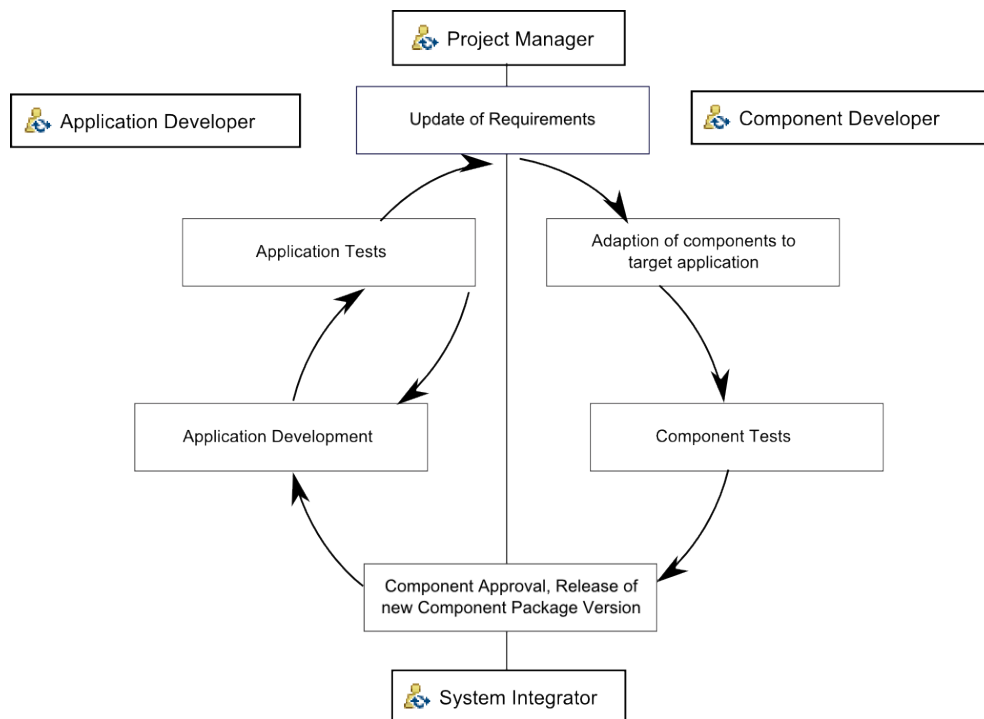 Project Manager
Application Developer
Update of Requirements
Component Developer
Application Tests
Adaption of components to
target application
Application Development
Component Tests
Component Approval, Release of
new Component Package Version
System Integrator